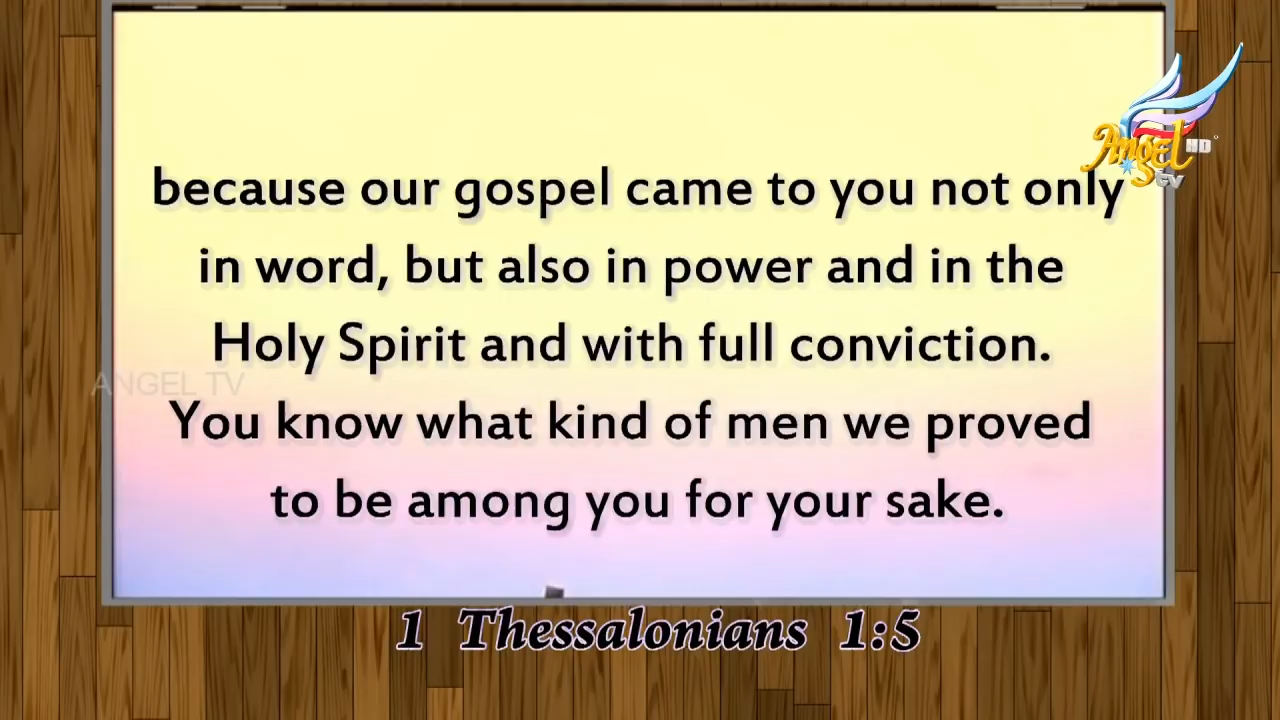 Angel HD
TV
because our gospel came to you not only
in word, but also in power and in the
Holy Spirit and with full conviction.
ANGEL TV
You know what kind of men we proved
to be among you for your sake.
1 Thessalonians 1:5